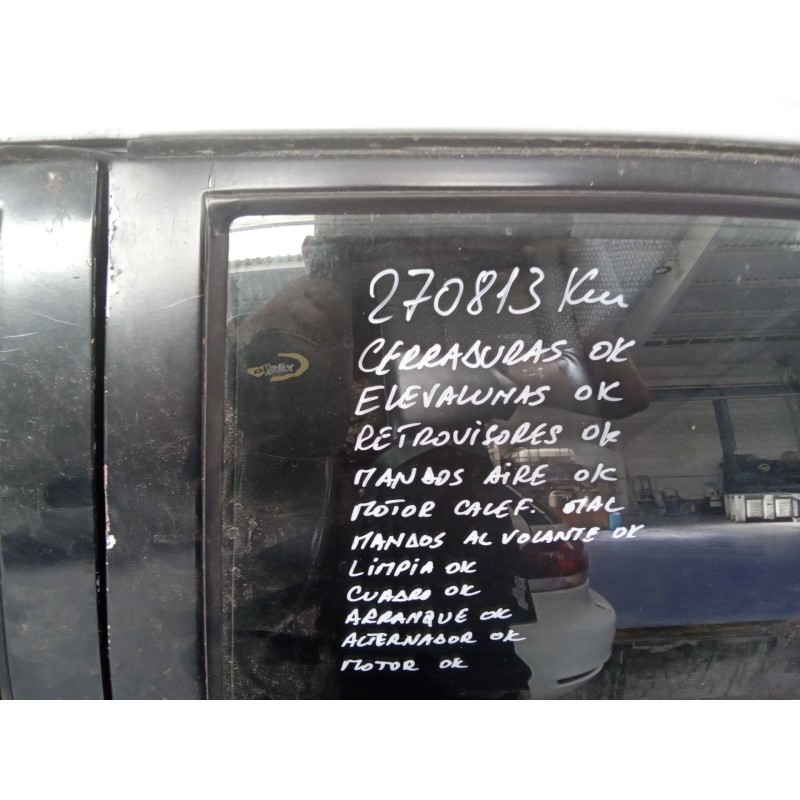 270813 Km
CERRADURAS OK
ELEVALUNAS OK
RETROVISORES OK
MANDOS AIRE OK
MOTOR CALEF. MAL
MANDOS AL VOLANTE OK
LIMPIA OK
CUADRO OK
ARRANQUE OK
ALTERNADOR OK
MOTOR OK